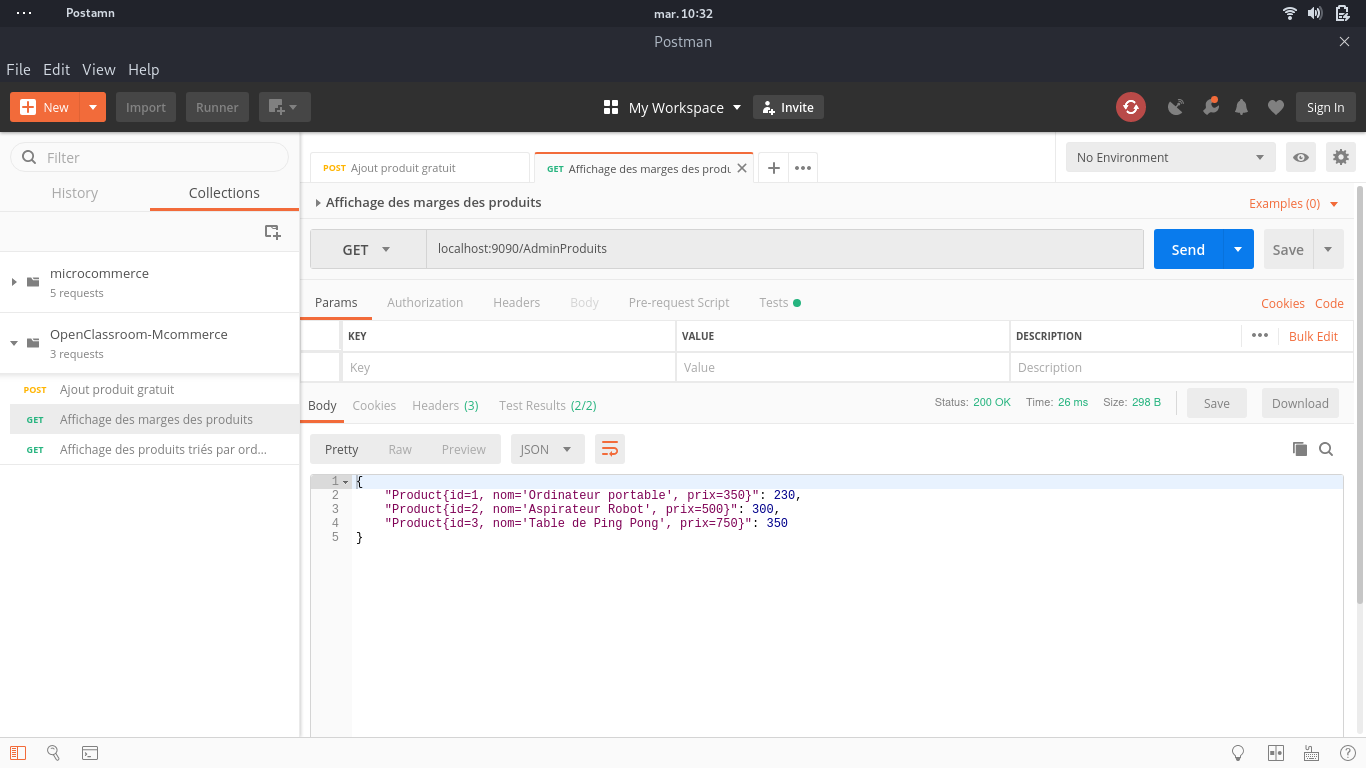 Postamn
mar. 10:32
Postman
File Edit View Help
New
Import
Runner
My Workspace
Invite
Sign In
Filter
History
Collections
microcommerce
5 requests
OpenClassroom-Mcommerce
3 requests
POST Ajout produit gratuit
GET Affichage des marges des produits
GET Affichage des produits triés par ord...
POST Ajout produit gratuit
GET Affichage des marges des produ
No Environment
Affichage des marges des produits
Examples (0)
GET
localhost:9090/AdminProduits
Send
Save
Params Authorization Headers Body Pre-request Script Tests
Cookies Code
KEY VALUE DESCRIPTION
Bulk Edit
Key Value Description
Body Cookies Headers (3) Test Results (2/2)
Status: 200 OK Time: 26 ms Size: 298 B
Save Download
Pretty Raw Preview JSON
1 {
2 "Product{id=1, nom='Ordinateur portable', prix=350}": 230,
3 "Product{id=2, nom='Aspirateur Robot', prix=500}": 300,
4 "Product{id=3, nom='Table de Ping Pong', prix=750}": 350
5 }